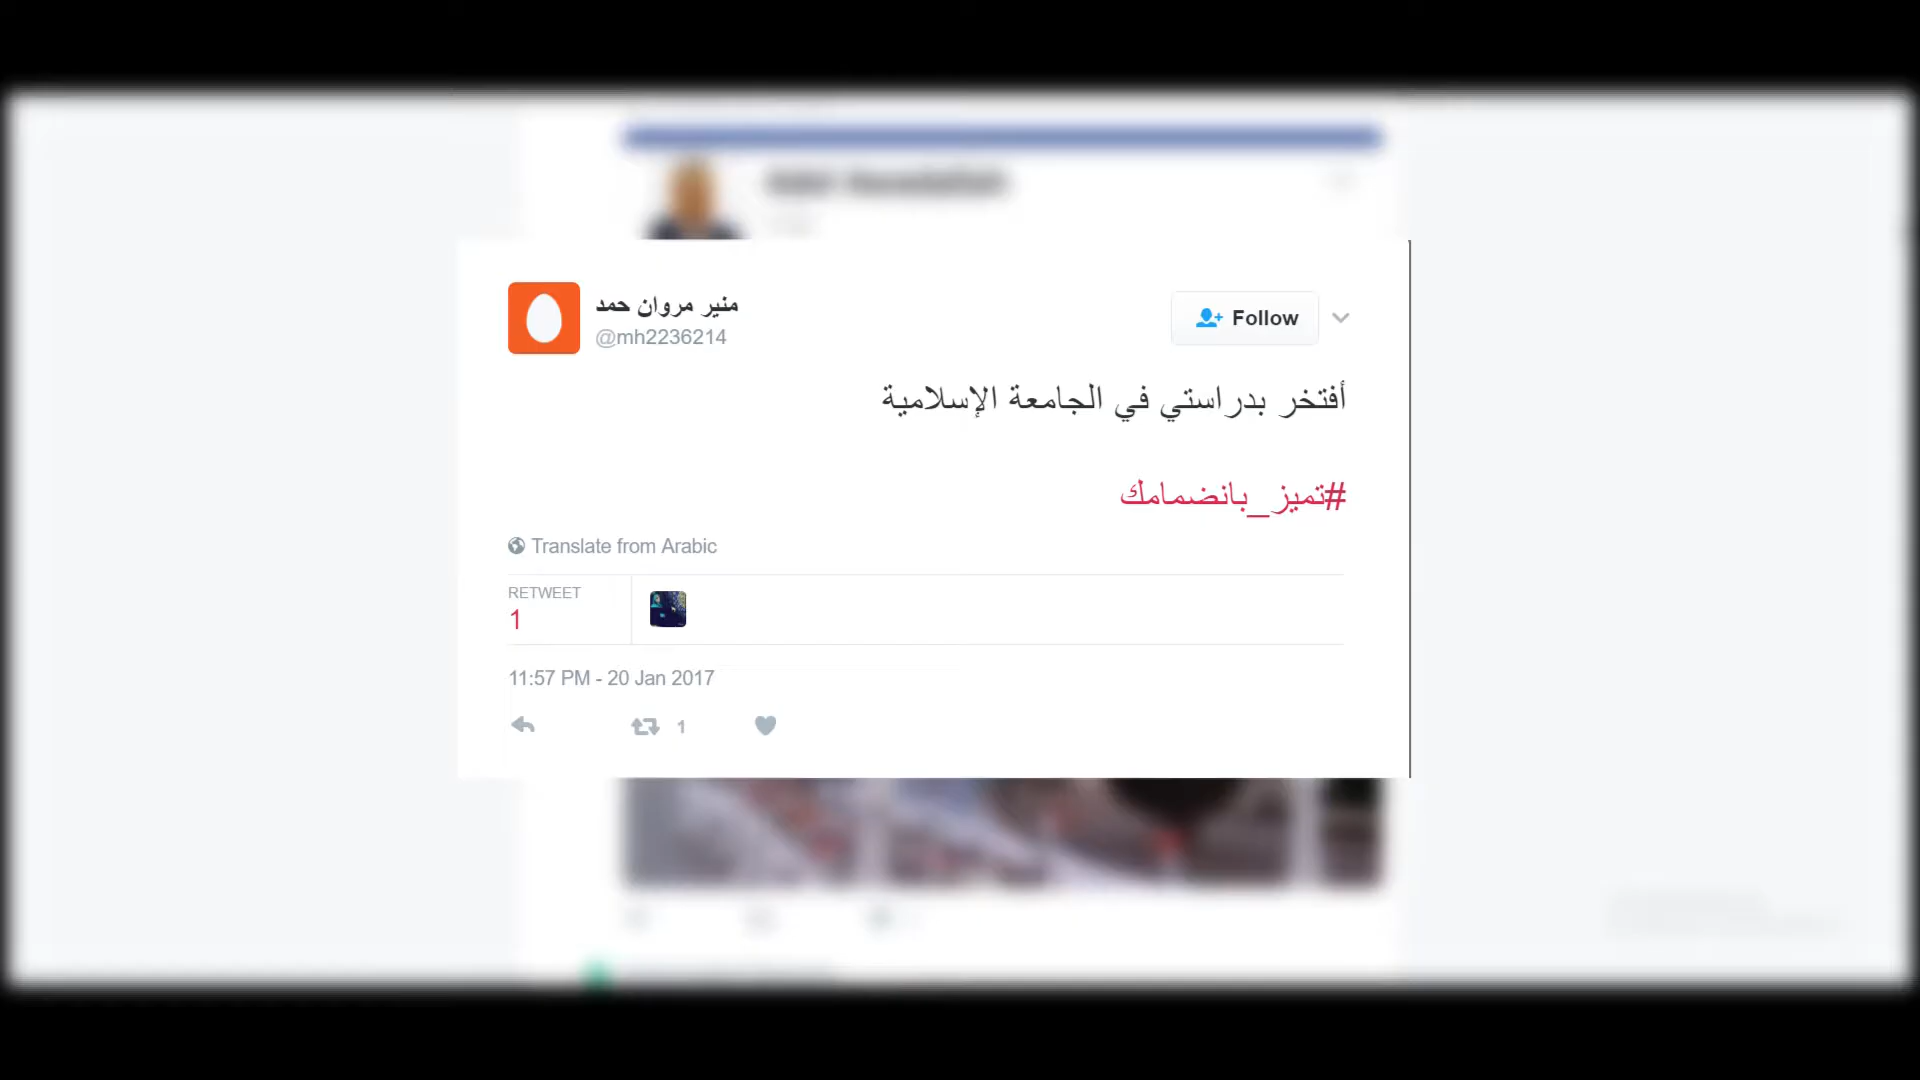 منير مروان حمد
@mh2236214
Follow
أفتخر بدراستي في الجامعة الإسلامية
#تميز_بانضمامك
Translate from Arabic
RETWEET
1
11:57 PM - 20 Jan 2017
1